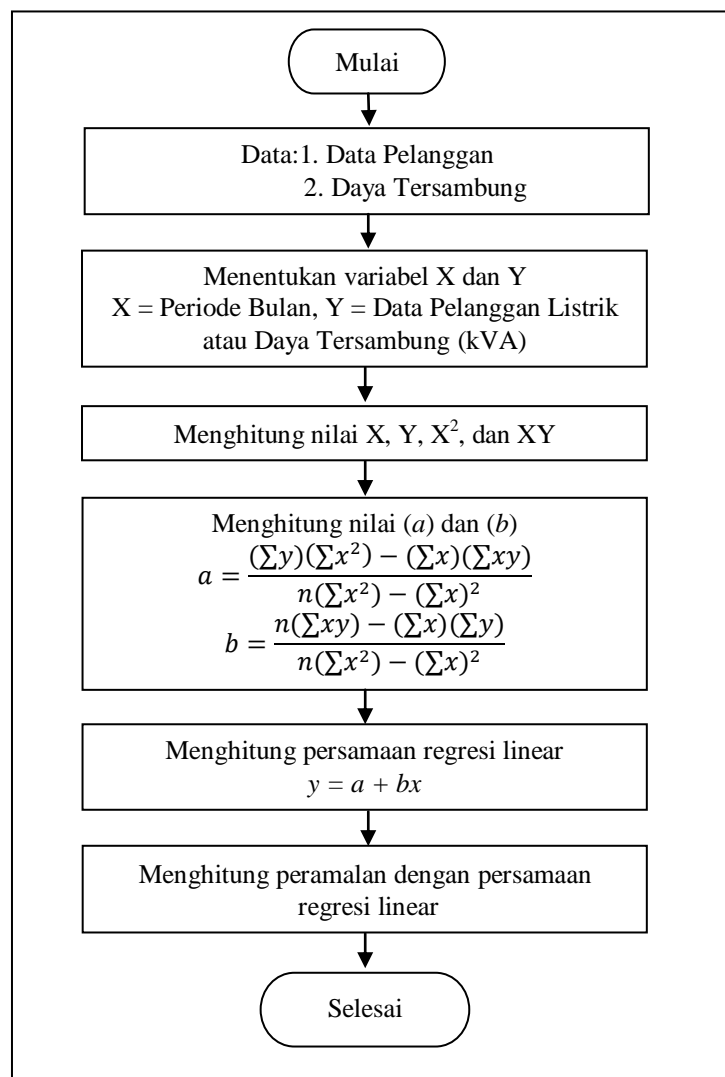 Mulai
Data:1. Data Pelanggan
2. Daya Tersambung
Menentukan variabel X dan Y
X = Periode Bulan, Y = Data Pelanggan Listrik
atau Daya Tersambung (kVA)
Menghitung nilai X, Y, X², dan XY
Menghitung nilai (a) dan (b)
a = (∑y)(∑x²) − (∑x)(∑xy) / n(∑x²) − (∑x)²
b = n(∑xy) − (∑x)(∑y) / n(∑x²) − (∑x)²
Menghitung persamaan regresi linear
y = a + bx
Menghitung peramalan dengan persamaan
regresi linear
Selesai